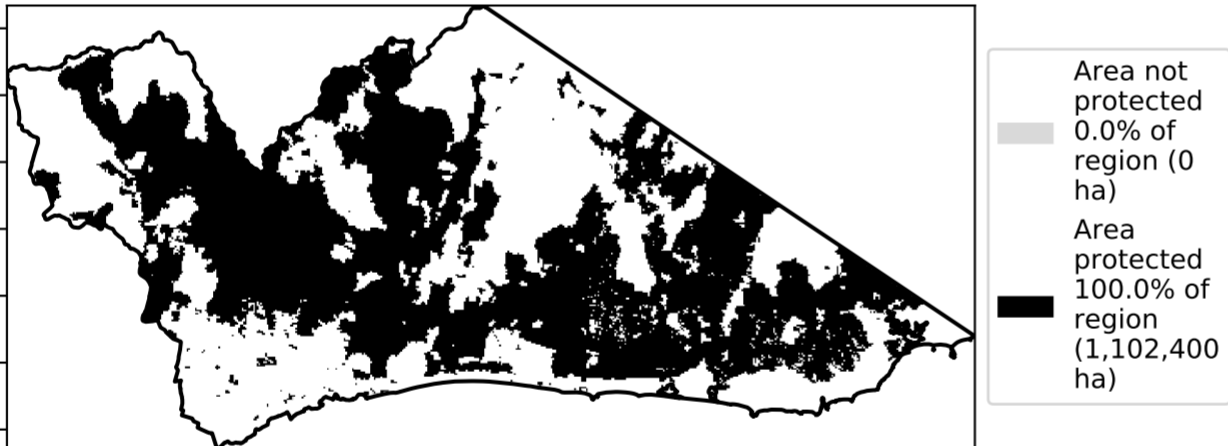 Area not
protected
0.0% of
region (0
ha)
Area
protected
100.0% of
region
(1,102,400
ha)